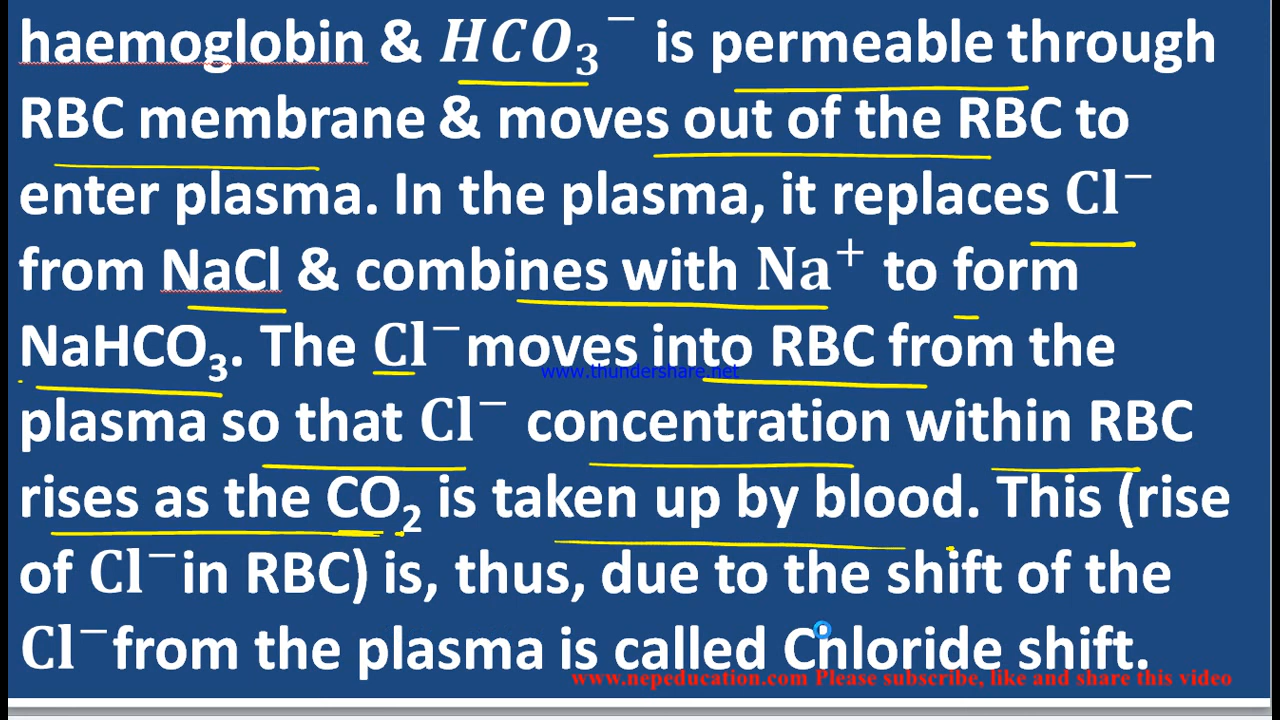 haemoglobin & HCO₃⁻ is permeable through
RBC membrane & moves out of the RBC to
enter plasma. In the plasma, it replaces Cl⁻
from NaCl & combines with Na⁺ to form
NaHCO₃. The Cl⁻ moves into RBC from the
www.thundershare.net
plasma so that Cl⁻ concentration within RBC
rises as the CO₂ is taken up by blood. This (rise
of Cl⁻ in RBC) is, thus, due to the shift of the
Cl⁻ from the plasma is called Chloride shift.
www.nepeducation.com Please subscribe, like and share this video